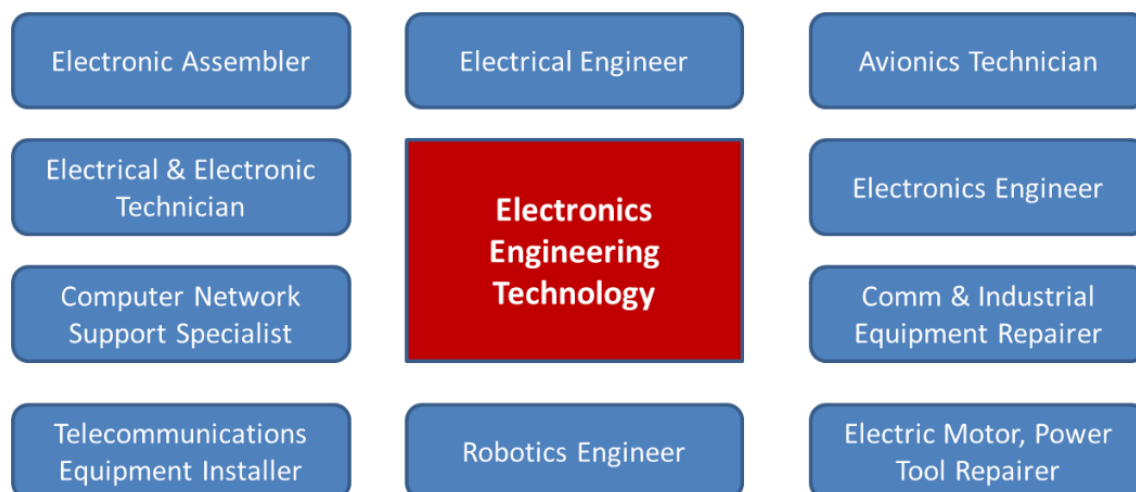 Electronic Assembler
Electrical Engineer
Avionics Technician
Electrical & Electronic
Technician
Electronics
Engineering
Technology
Electronics Engineer
Computer Network
Support Specialist
Comm & Industrial
Equipment Repairer
Telecommunications
Equipment Installer
Robotics Engineer
Electric Motor, Power
Tool Repairer